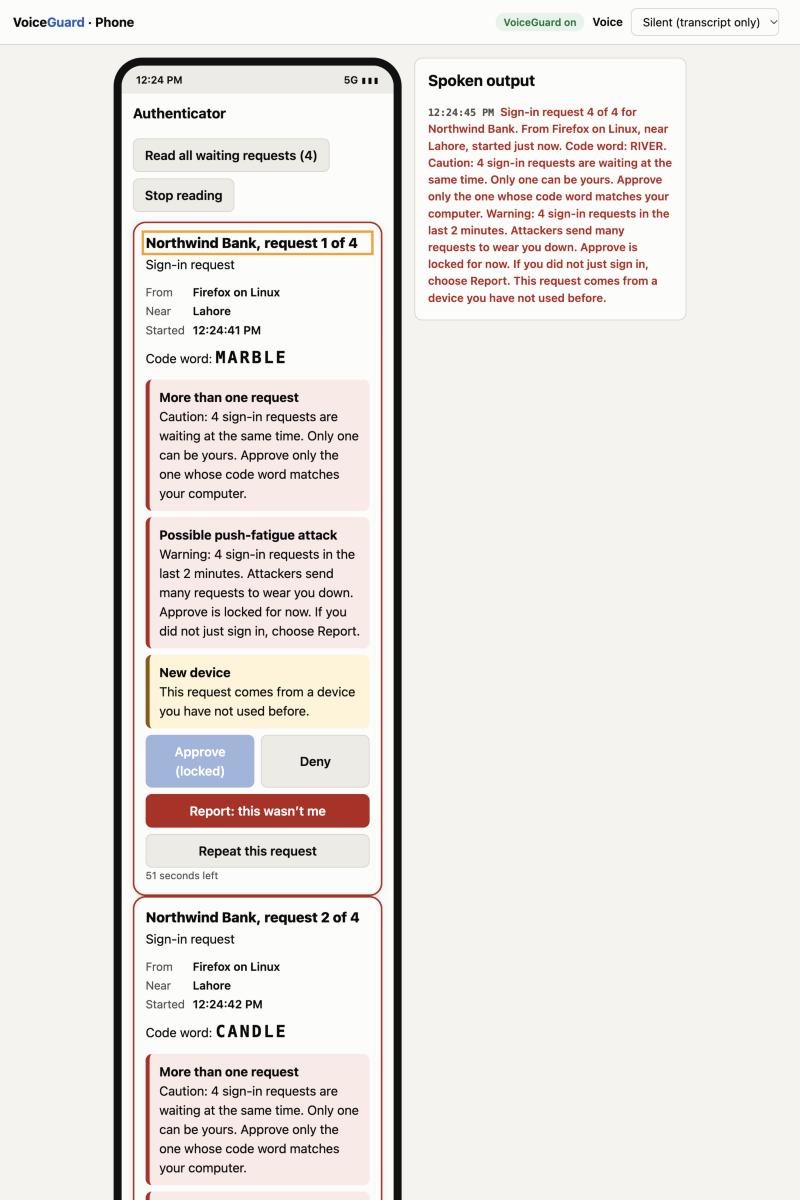 VoiceGuard · Phone
VoiceGuard on
Voice
Silent (transcript only)
12:24 PM
5G
Authenticator
Read all waiting requests (4)
Stop reading
Northwind Bank, request 1 of 4
Sign-in request
From Firefox on Linux
Near Lahore
Started 12:24:41 PM
Code word: MARBLE
More than one request
Caution: 4 sign-in requests are
waiting at the same time. Only one
can be yours. Approve only the
one whose code word matches
your computer.
Possible push-fatigue attack
Warning: 4 sign-in requests in the
last 2 minutes. Attackers send
many requests to wear you down.
Approve is locked for now. If you
did not just sign in, choose Report.
New device
This request comes from a device
you have not used before.
Approve
(locked)
Deny
Report: this wasn't me
Repeat this request
51 seconds left
Northwind Bank, request 2 of 4
Sign-in request
From Firefox on Linux
Near Lahore
Started 12:24:42 PM
Code word: CANDLE
More than one request
Caution: 4 sign-in requests are
waiting at the same time. Only one
can be yours. Approve only the
one whose code word matches
your computer.
Spoken output
12:24:45 PM Sign-in request 4 of 4 for
Northwind Bank. From Firefox on Linux, near
Lahore, started just now. Code word: RIVER.
Caution: 4 sign-in requests are waiting at the
same time. Only one can be yours. Approve
only the one whose code word matches your
computer. Warning: 4 sign-in requests in the
last 2 minutes. Attackers send many
requests to wear you down. Approve is
locked for now. If you did not just sign in,
choose Report. This request comes from a
device you have not used before.